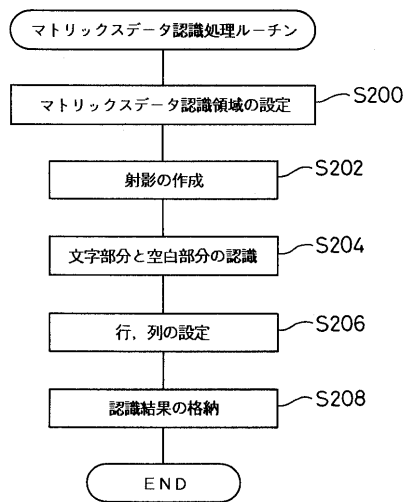 マトリックスデータ認識処理ルーチン
マトリックスデータ認識領域の設定
S200
射影の作成
S202
文字部分と空白部分の認識
S204
行，列の設定
S206
認識結果の格納
S208
END